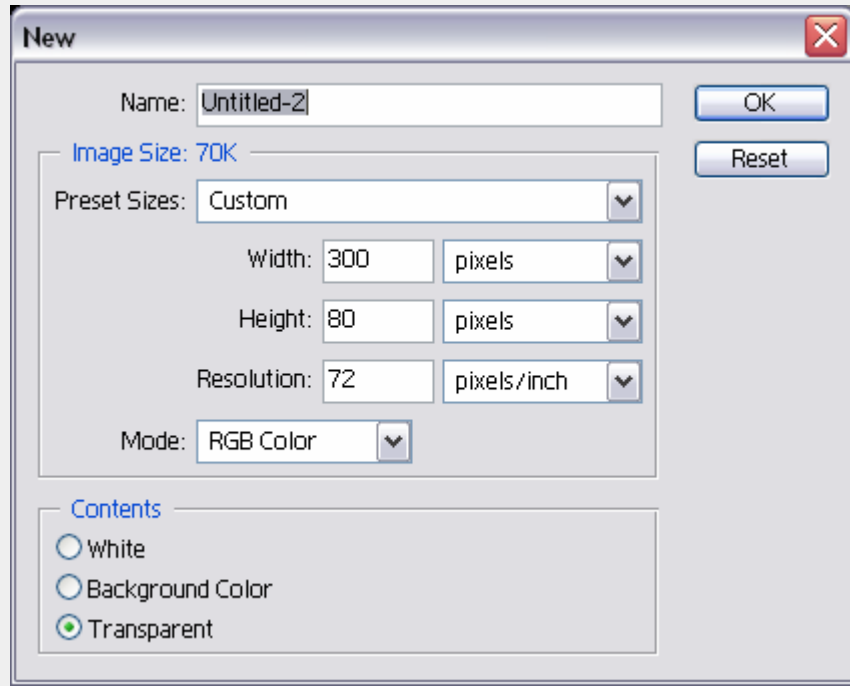 New
Name: Untitled-2
OK
Image Size: 70K
Reset
Preset Sizes: Custom
Width: 300 pixels
Height: 80 pixels
Resolution: 72 pixels/inch
Mode: RGB Color
Contents
White
Background Color
Transparent